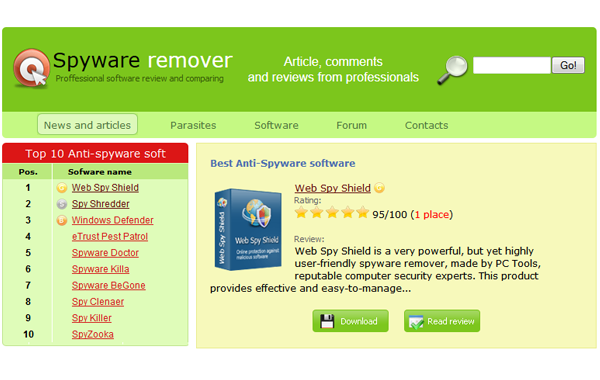 Spyware remover
Proffessional software review and comparing
Article, comments
and reviews from professionals
Go!
News and articles
Parasites
Software
Forum
Contacts
Top 10 Anti-spyware soft
Pos. Sofware name
1 Web Spy Shield
2 Spy Shredder
3 Windows Defender
4 eTrust Pest Patrol
5 Spyware Doctor
6 Spyware Killa
7 Spyware BeGone
8 Spy Clenaer
9 Spy Killer
10 SpyZooka
Best Anti-Spyware software
Web Spy Shield
Web Spy Shield
Online protection against
malicious software
Web Spy Shield
Rating:
95/100 (1 place)
Review:
Web Spy Shield is a very powerful, but yet highly
user-friendly spyware remover, made by PC Tools,
reputable computer security experts. This product
provides effective and easy-to-manage...
Download
Read review